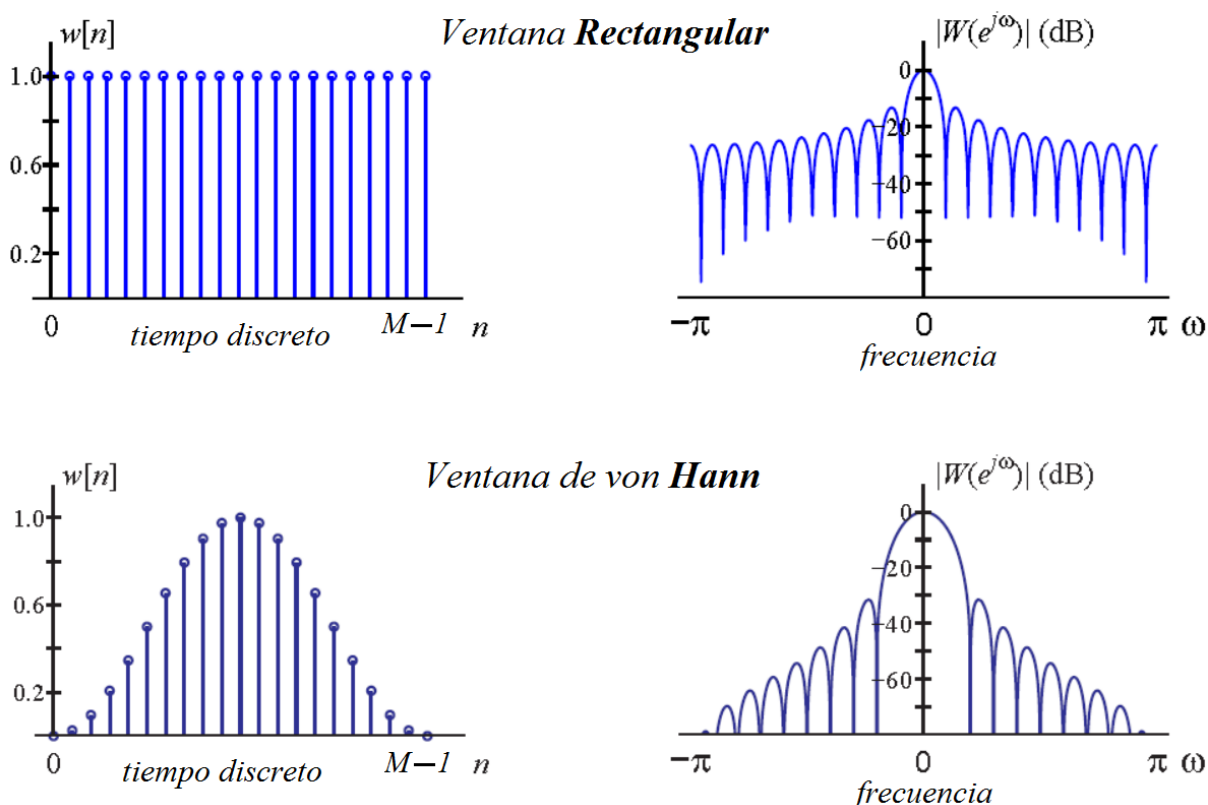 w[n]
Ventana Rectangular
|W(e^{jω})| (dB)
1.0
0.6
0.2
0
tiempo discreto
M−1
n
0
−20
−40
−60
−π
0
π
ω
frecuencia
w[n]
Ventana de von Hann
|W(e^{jω})| (dB)
1.0
0.6
0.2
0
tiempo discreto
M−1
n
0
−20
−40
−60
−π
0
π
ω
frecuencia